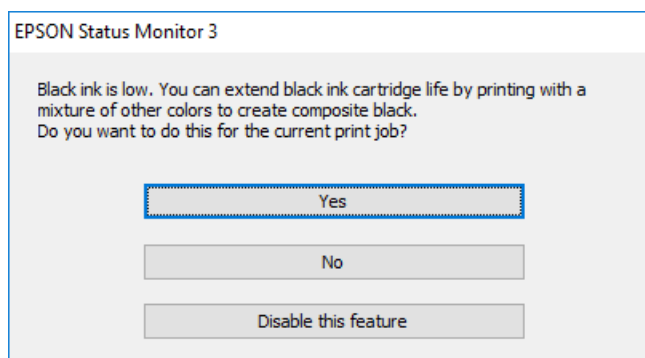 EPSON Status Monitor 3
Black ink is low. You can extend black ink cartridge life by printing with a
mixture of other colors to create composite black.
Do you want to do this for the current print job?
Yes
No
Disable this feature